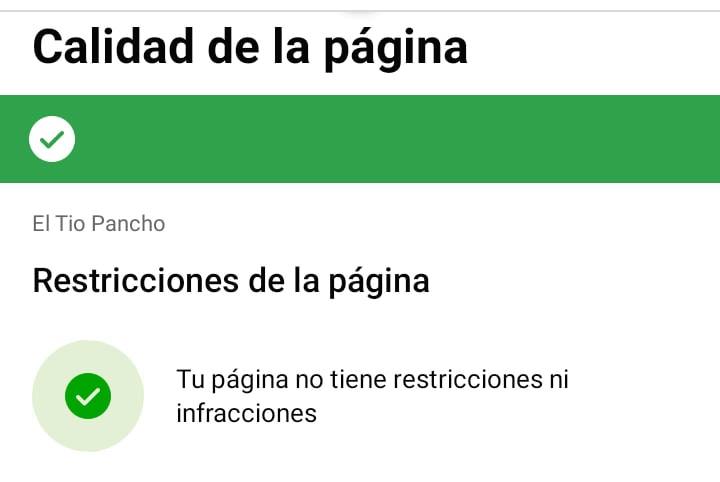 Calidad de la página
El Tio Pancho
Restricciones de la página
Tu página no tiene restricciones ni
infracciones